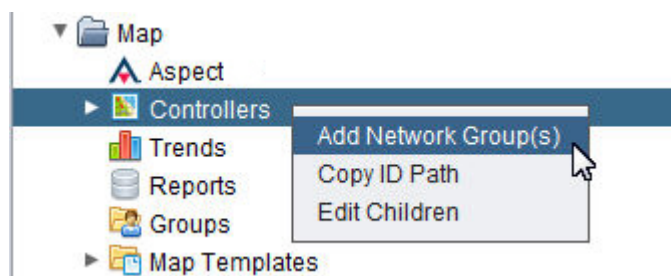 Map
Aspect
Controllers
Add Network Group(s)
Trends
Copy ID Path
Reports
Edit Children
Groups
Map Templates